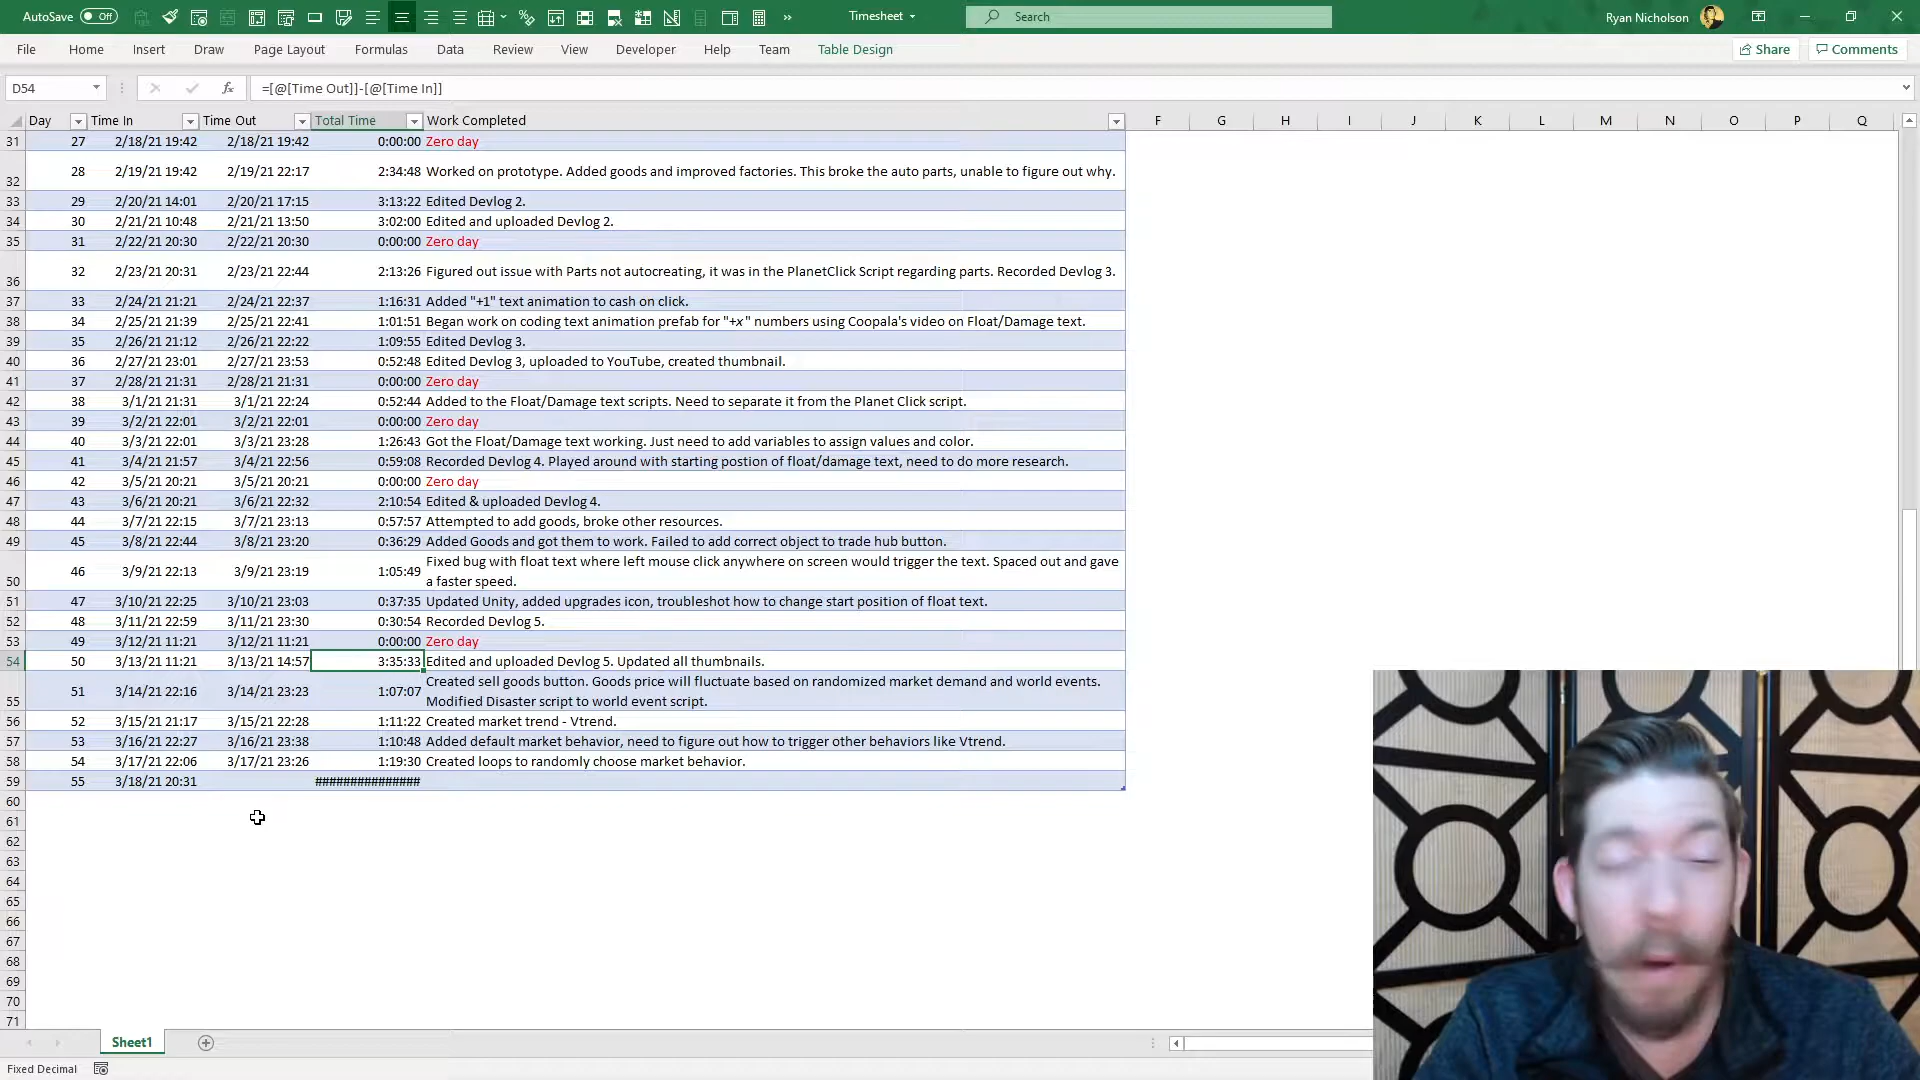 AutoSave Off Timesheet Search Ryan Nicholson
File Home Insert Draw Page Layout Formulas Data Review View Developer Help Team Table Design Share Comments
D54 fx =[@[Time Out]]-[@[Time In]]
Day Time In Time Out Total Time Work Completed F G H I J K L M N O P Q
31 27 2/18/21 19:42 2/18/21 19:42 0:00:00 Zero day
32 28 2/19/21 19:42 2/19/21 22:17 2:34:48 Worked on prototype. Added goods and improved factories. This broke the auto parts, unable to figure out why.
33 29 2/20/21 14:01 2/20/21 17:15 3:13:22 Edited Devlog 2.
34 30 2/21/21 10:48 2/21/21 13:50 3:02:00 Edited and uploaded Devlog 2.
35 31 2/22/21 20:30 2/22/21 20:30 0:00:00 Zero day
36 32 2/23/21 20:31 2/23/21 22:44 2:13:26 Figured out issue with Parts not autocreating, it was in the PlanetClick Script regarding parts. Recorded Devlog 3.
37 33 2/24/21 21:21 2/24/21 22:37 1:16:31 Added "+1" text animation to cash on click.
38 34 2/25/21 21:39 2/25/21 22:41 1:01:51 Began work on coding text animation prefab for "+x" numbers using Coopala's video on Float/Damage text.
39 35 2/26/21 21:12 2/26/21 22:22 1:09:55 Edited Devlog 3.
40 36 2/27/21 23:01 2/27/21 23:53 0:52:48 Edited Devlog 3, uploaded to YouTube, created thumbnail.
41 37 2/28/21 21:31 2/28/21 21:31 0:00:00 Zero day
42 38 3/1/21 21:31 3/1/21 22:24 0:52:44 Added to the Float/Damage text scripts. Need to separate it from the Planet Click script.
43 39 3/2/21 22:01 3/2/21 22:01 0:00:00 Zero day
44 40 3/3/21 22:01 3/3/21 23:28 1:26:43 Got the Float/Damage text working. Just need to add variables to assign values and color.
45 41 3/4/21 21:57 3/4/21 22:56 0:59:08 Recorded Devlog 4. Played around with starting postion of float/damage text, need to do more research.
46 42 3/5/21 20:21 3/5/21 20:21 0:00:00 Zero day
47 43 3/6/21 20:21 3/6/21 22:32 2:10:54 Edited & uploaded Devlog 4.
48 44 3/7/21 22:15 3/7/21 23:13 0:57:57 Attempted to add goods, broke other resources.
49 45 3/8/21 22:44 3/8/21 23:20 0:36:29 Added Goods and got them to work. Failed to add correct object to trade hub button.
50 46 3/9/21 22:13 3/9/21 23:19 1:05:49 Fixed bug with float text where left mouse click anywhere on screen would trigger the text. Spaced out and gave
a faster speed.
51 47 3/10/21 22:25 3/10/21 23:03 0:37:35 Updated Unity, added upgrades icon, troubleshot how to change start position of float text.
52 48 3/11/21 22:59 3/11/21 23:30 0:30:54 Recorded Devlog 5.
53 49 3/12/21 11:21 3/12/21 11:21 0:00:00 Zero day
54 50 3/13/21 11:21 3/13/21 14:57 3:35:33 Edited and uploaded Devlog 5. Updated all thumbnails.
55 51 3/14/21 22:16 3/14/21 23:23 1:07:07 Created sell goods button. Goods price will fluctuate based on randomized market demand and world events.
Modified Disaster script to world event script.
56 52 3/15/21 21:17 3/15/21 22:28 1:11:22 Created market trend - Vtrend.
57 53 3/16/21 22:27 3/16/21 23:38 1:10:48 Added default market behavior, need to figure out how to trigger other behaviors like Vtrend.
58 54 3/17/21 22:06 3/17/21 23:26 1:19:30 Created loops to randomly choose market behavior.
59 55 3/18/21 20:31 ###############
60
61
62
63
64
65
66
67
68
69
70
71
Sheet1
Fixed Decimal